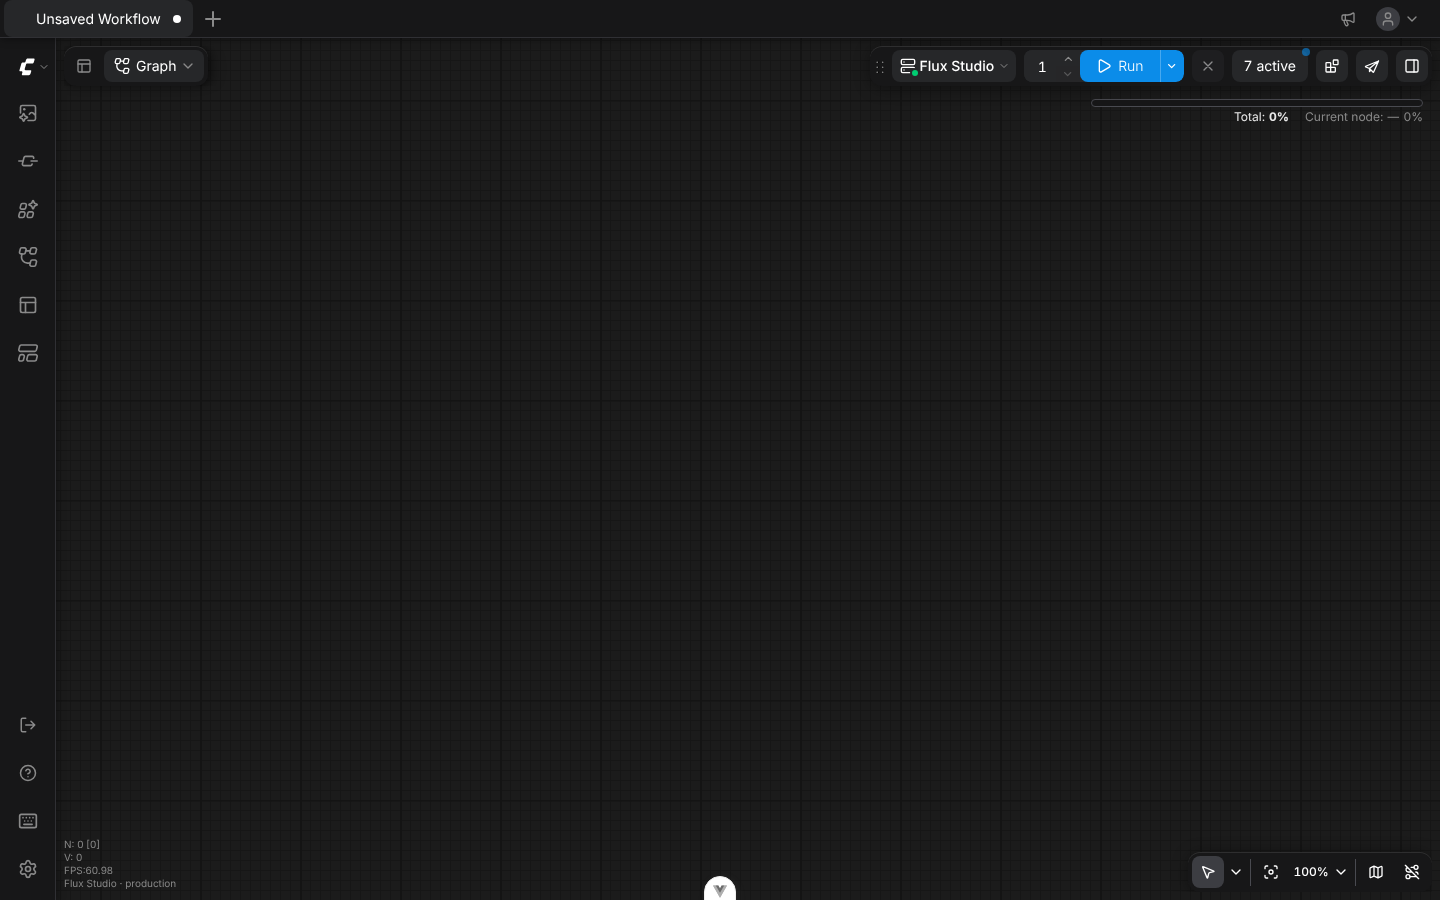 Unsaved Workflow
Graph
Flux Studio
1
Run
7 active
Total: 0% Current node: — 0%
N: 0 [0]
V: 0
FPS:60.98
Flux Studio · production
100%